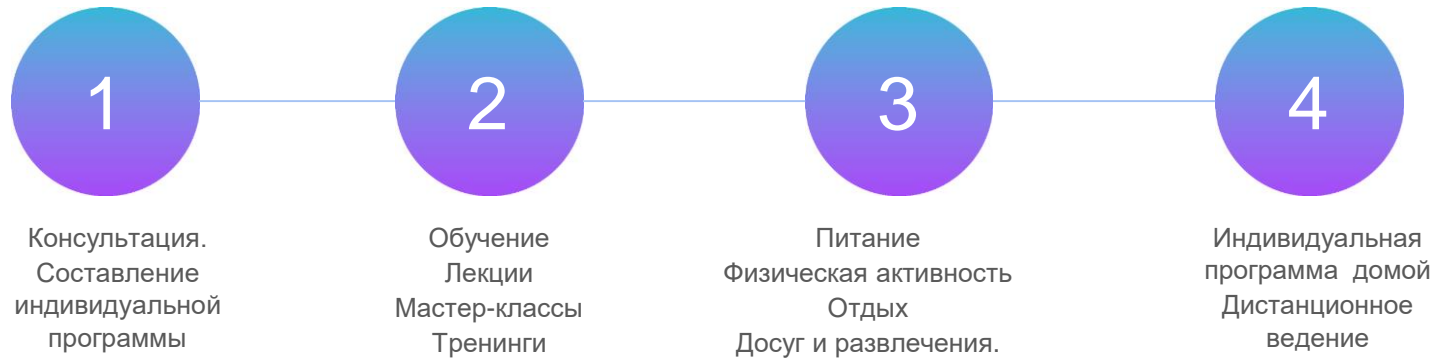 1
2
3
4
Консультация.
Составление
индивидуальной
программы
Обучение
Лекции
Мастер-классы
Тренинги
Питание
Физическая активность
Отдых
Досуг и развлечения.
Индивидуальная
программа домой
Дистанционное
ведение